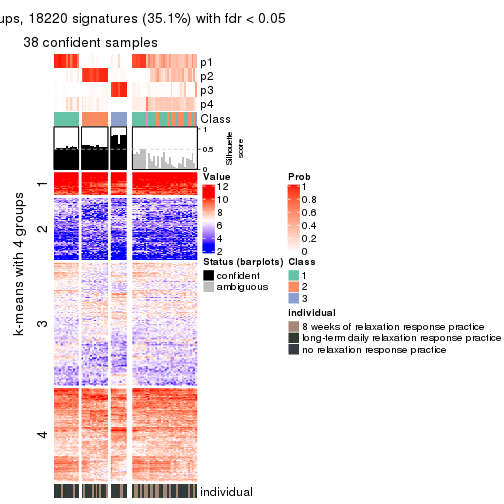 ups, 18220 signatures (35.1%) with fdr < 0.05
38 confident samples
p1
p2
p3
p4
Class
1
0.5
0
Silhouette
score
k-means with 4 groups
1
2
3
4
Value
12
10
8
6
4
2
Prob
1
0.8
0.6
0.4
0.2
0
Status (barplots)
confident
ambiguous
Class
1
2
3
individual
8 weeks of relaxation response practice
long-term daily relaxation response practice
no relaxation response practice
individual